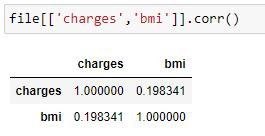 file[['charges','bmi']].corr()
charges bmi
charges 1.000000 0.198341
bmi 0.198341 1.000000